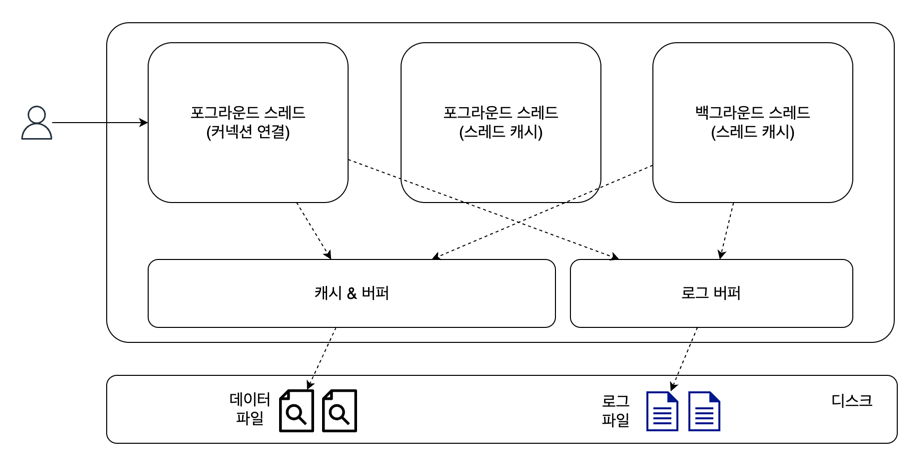 포그라운드 스레드
(커넥션 연결)
포그라운드 스레드
(스레드 캐시)
백그라운드 스레드
(스레드 캐시)
캐시 & 버퍼
로그 버퍼
데이터
파일
로그
파일
디스크